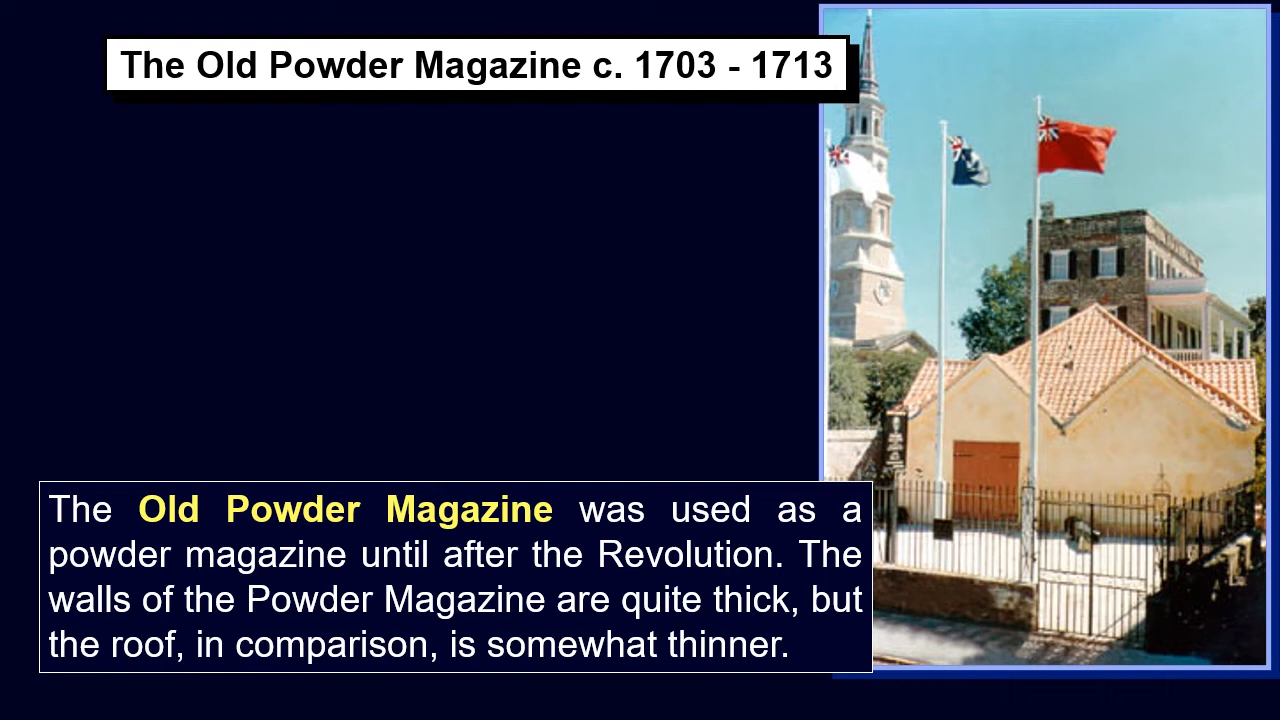 The Old Powder Magazine c. 1703 - 1713
The Old Powder Magazine was used as a
powder magazine until after the Revolution. The
walls of the Powder Magazine are quite thick, but
the roof, in comparison, is somewhat thinner.